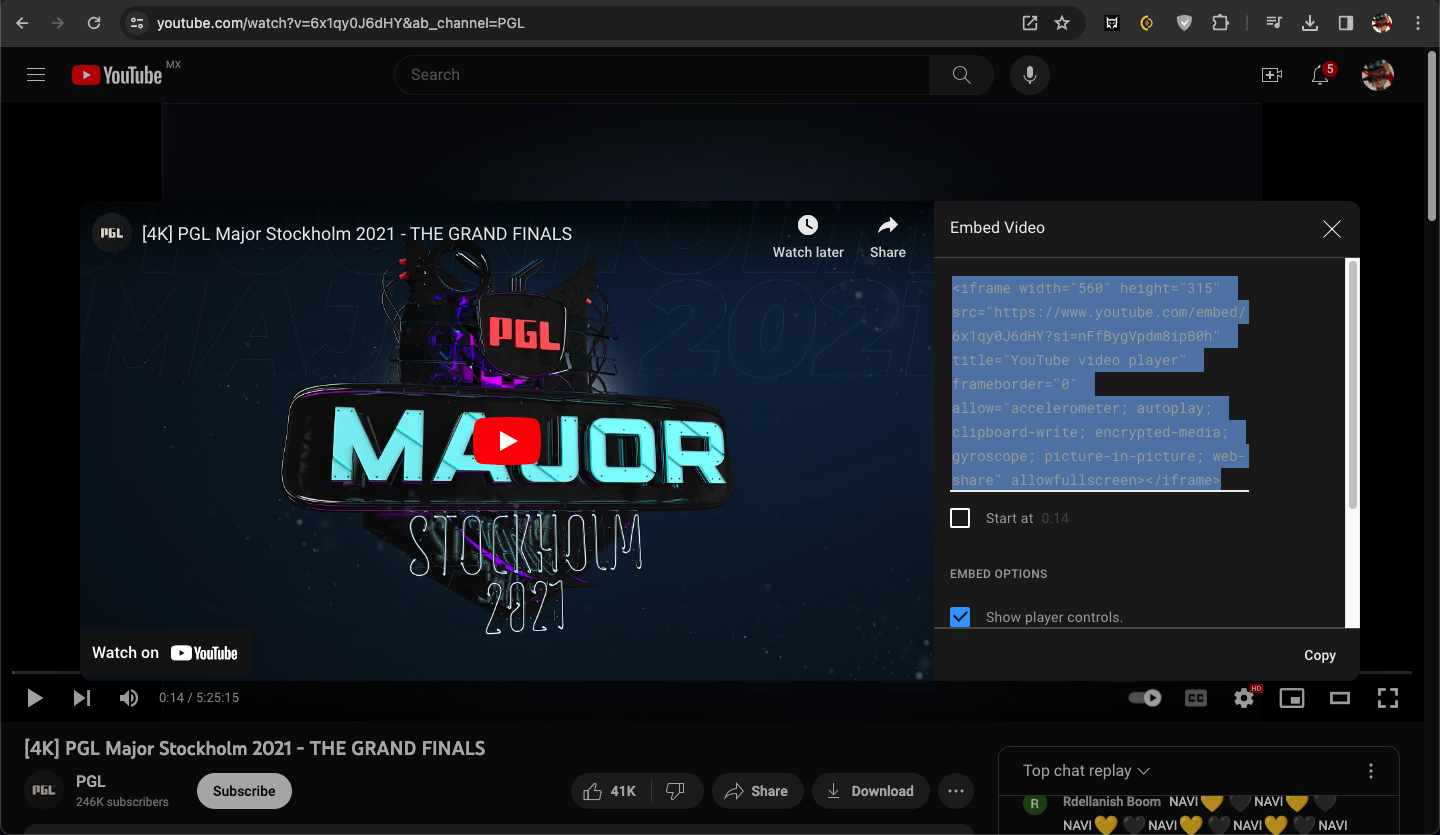 youtube.com/watch?v=6x1qy0J6dHY&ab_channel=PGL
YouTube MX
Search
5
PGL
[4K] PGL Major Stockholm 2021 - THE GRAND FINALS
Watch later
Share
STOCKHOLM
MAJOR 2021
PGL
MAJOR
STOCKHOLM
2021
Watch on YouTube
Embed Video
<iframe width="560" height="315"
src="https://www.youtube.com/embed/
6x1qy0J6dHY?si=nFfBygVpdm8ipB0h"
title="YouTube video player"
frameborder="0"
allow="accelerometer; autoplay;
clipboard-write; encrypted-media;
gyroscope; picture-in-picture; web-
share" allowfullscreen></iframe>
Start at 0:14
EMBED OPTIONS
Show player controls.
Copy
0:14 / 5:25:15
CC
HD
[4K] PGL Major Stockholm 2021 - THE GRAND FINALS
PGL
PGL
246K subscribers
Subscribe
41K
Share
Download
Top chat replay
R
Rdellanish Boom NAVI💛🖤NAVI💛🖤
NAVI💛🖤NAVI💛🖤NAVI💛🖤NAVI